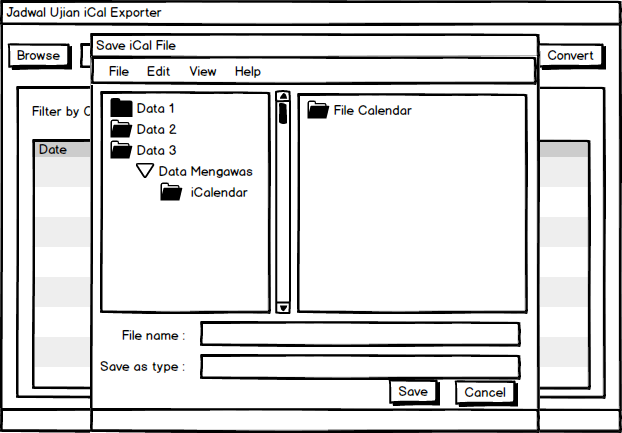 Jadwal Ujian iCal Exporter
Save iCal File
Browse
Convert
File Edit View Help
Filter by
Date
Data 1
Data 2
Data 3
Data Mengawas
iCalendar
File Calendar
File name :
Save as type :
Save Cancel